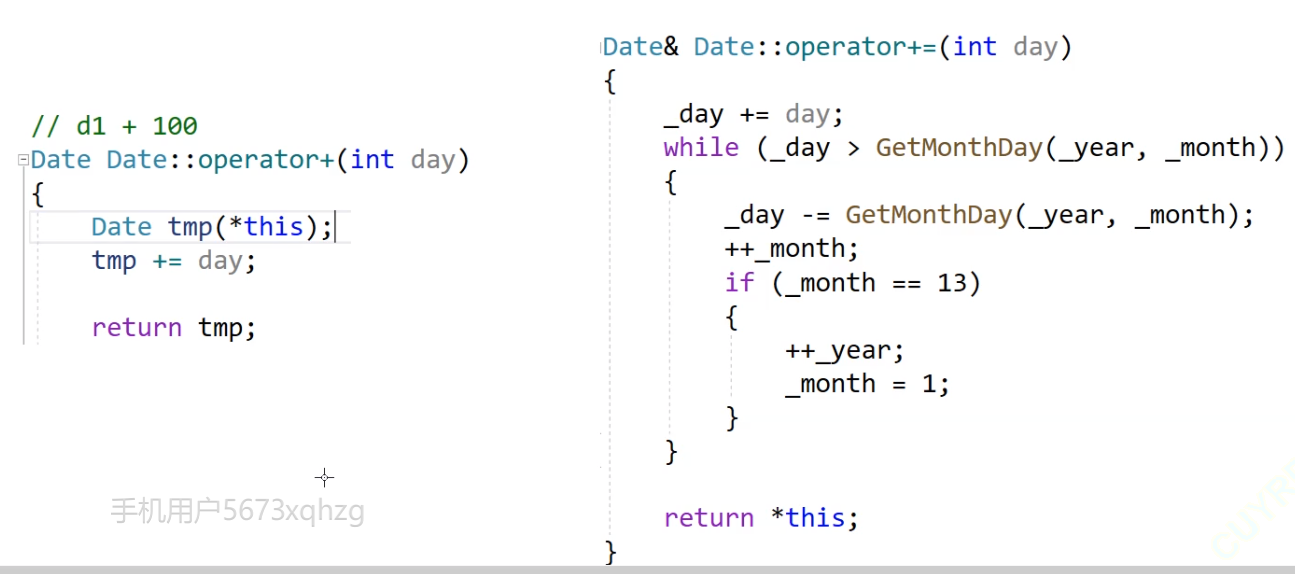 // d1 + 100
Date Date::operator+(int day)
{
Date tmp(*this);
tmp += day;
return tmp;
手机用户5673xqhzg
Date& Date::operator+=(int day)
{
_day += day;
while (_day > GetMonthDay(_year, _month))
{
_day -= GetMonthDay(_year, _month);
++_month;
if (_month == 13)
{
++_year;
_month = 1;
}
}
return *this;
}